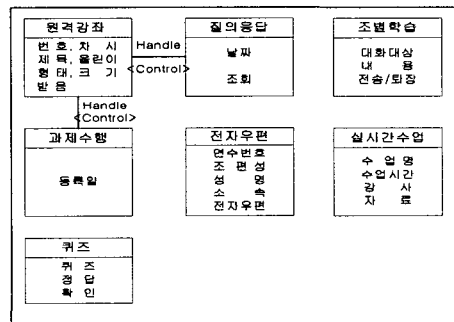 원격강좌
번 호, 차 시
제 목, 올린이
형 태, 크 기
받 음
Handle
<Control>
질의응답
날짜
조회
조별학습
대화대상
내 용
전송/퇴장
Handle
<Control>
과제수행
등록일
전자우편
연수번호
조 편 성
성 명
소 속
전자우편
실시간수업
수 업 명
수업시간
강 사
자 료
퀴즈
퀴 즈
정 답
확 인